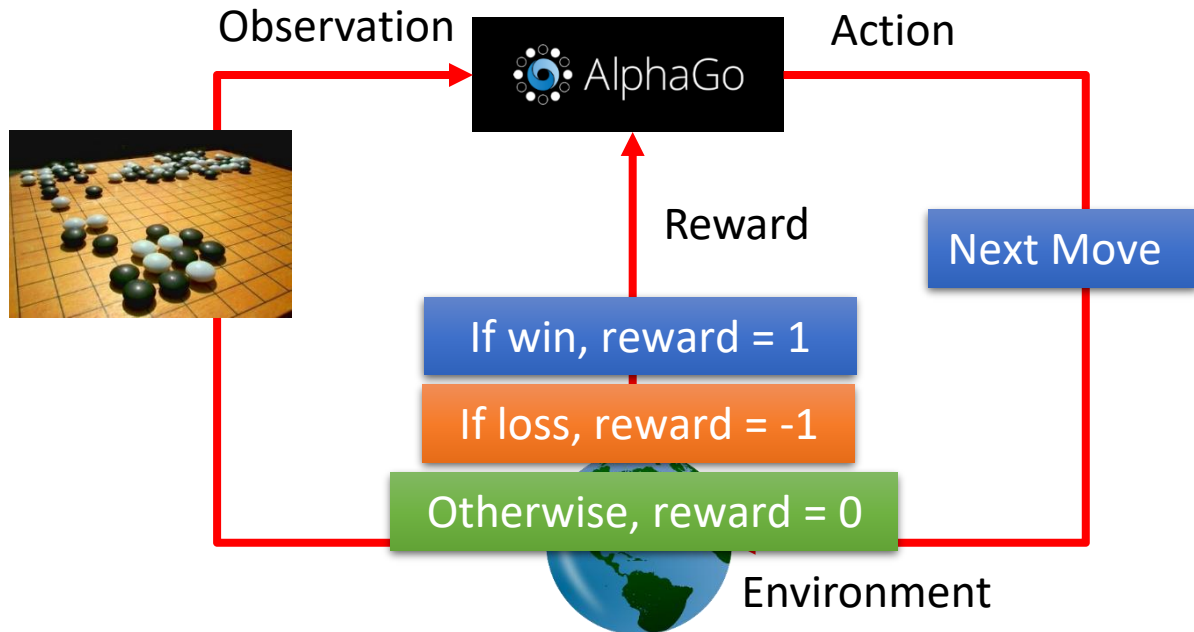 Observation
AlphaGo
Action
Reward
Next Move
If win, reward = 1
If loss, reward = -1
Otherwise, reward = 0
Environment